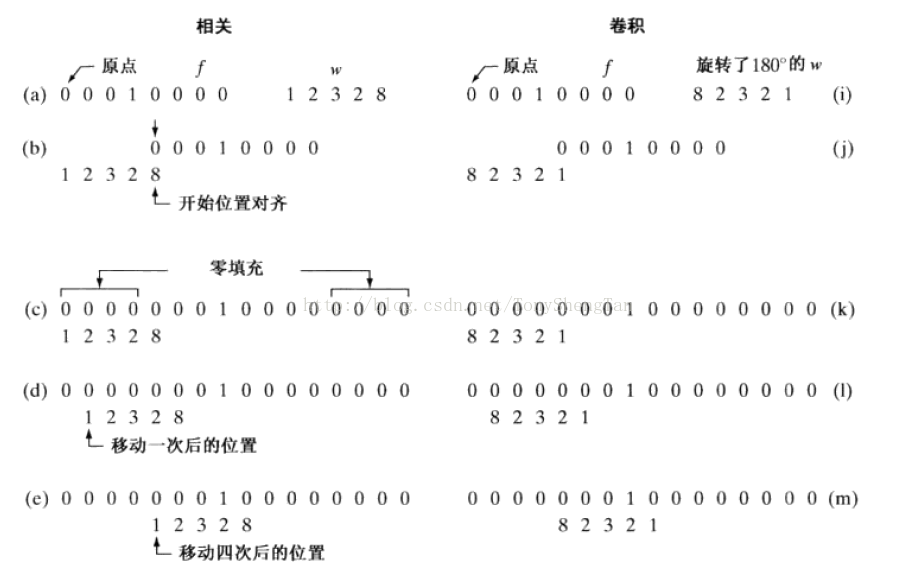 相关 卷积
原点 f w 原点 f 旋转了180°的 w
(a) 0 0 0 1 0 0 0 0 1 2 3 2 8 0 0 0 1 0 0 0 0 8 2 3 2 1 (i)
(b) 0 0 0 1 0 0 0 0 0 0 0 1 0 0 0 0 (j)
1 2 3 2 8 8 2 3 2 1
开始位置对齐
零填充
(c) 0 0 0 0 0 0 0 1 0 0 0 0 0 0 0 0 0 0 0 0 0 0 0 1 0 0 0 0 0 0 0 0 (k)
http://blog.csdn.net/TonyShengTan
1 2 3 2 8 8 2 3 2 1
(d) 0 0 0 0 0 0 0 1 0 0 0 0 0 0 0 0 0 0 0 0 0 0 0 1 0 0 0 0 0 0 0 0 (l)
1 2 3 2 8 8 2 3 2 1
移动一次后的位置
(e) 0 0 0 0 0 0 0 1 0 0 0 0 0 0 0 0 0 0 0 0 0 0 0 1 0 0 0 0 0 0 0 0 (m)
1 2 3 2 8 8 2 3 2 1
移动四次后的位置